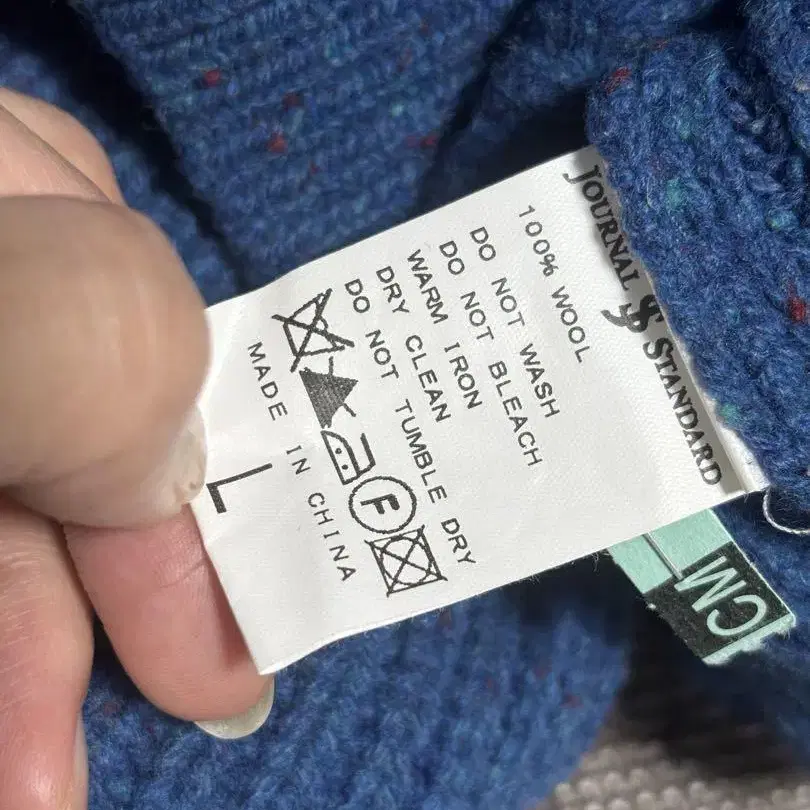 JOURNAL JS STANDARD
100% WOOL
DO NOT WASH
DO NOT BLEACH
WARM IRON
DRY CLEAN
DO NOT TUMBLE DRY
F
MADE IN CHINA
L
CM